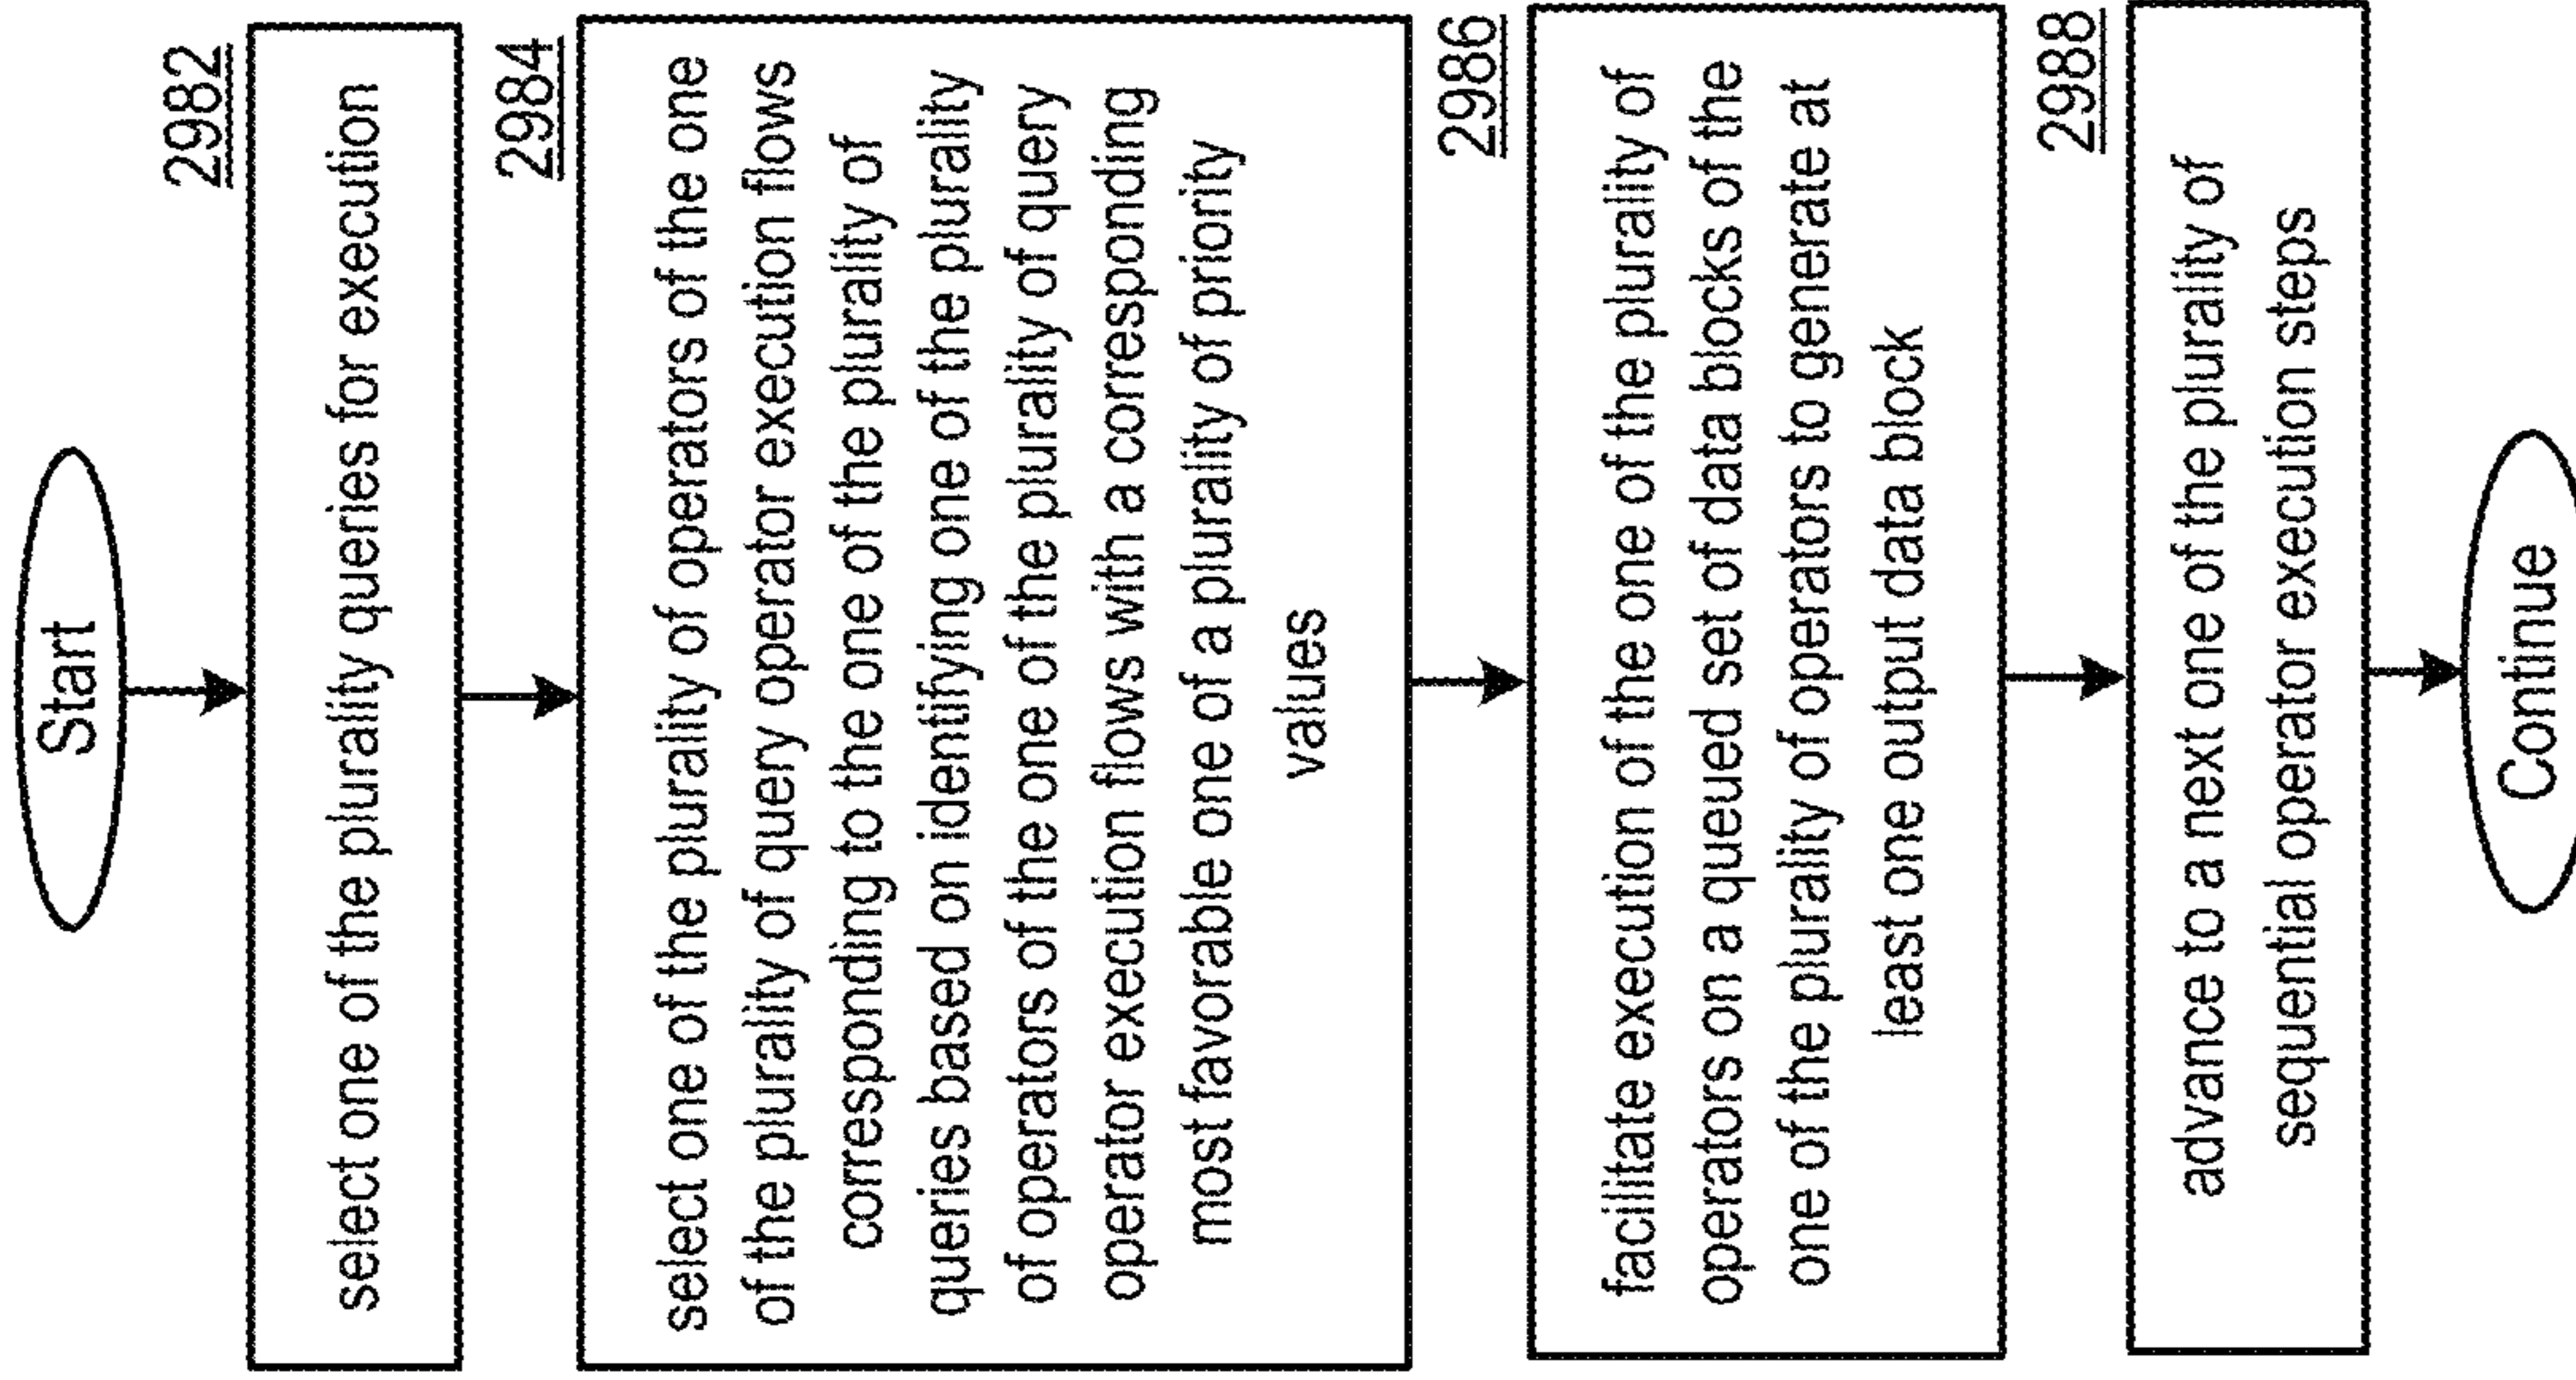 Start
2982
select one of the plurality queries for execution
2984
select one of the plurality of operators of the one
of the plurality of query operator execution flows
corresponding to the one of the plurality of
queries based on identifying one of the plurality
of operators of the one of the plurality of query
operator execution flows with a corresponding
most favorable one of a plurality of priority
values
2986
facilitate execution of the one of the plurality of
operators on a queued set of data blocks of the
one of the plurality of operators to generate at
least one output data block
2988
advance to a next one of the plurality of
sequential operator execution steps
Continue